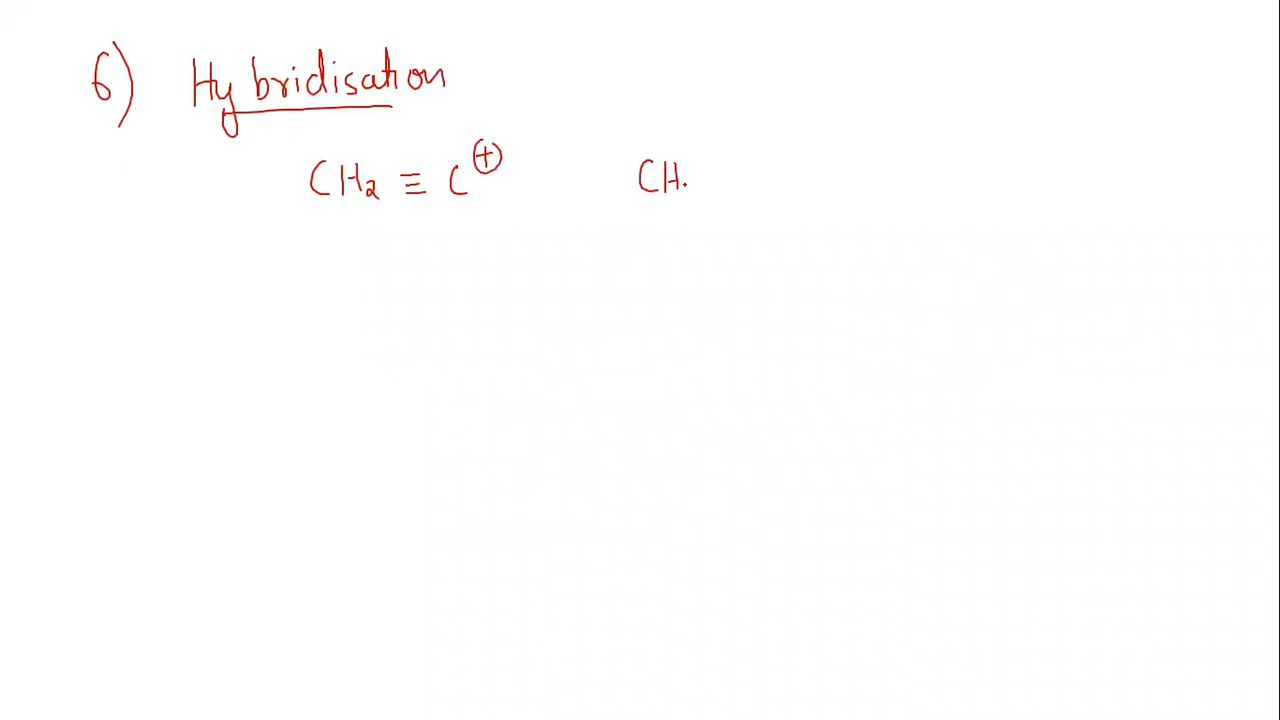 6) Hybridisation
CH₂ ≡ C⊕ CH.